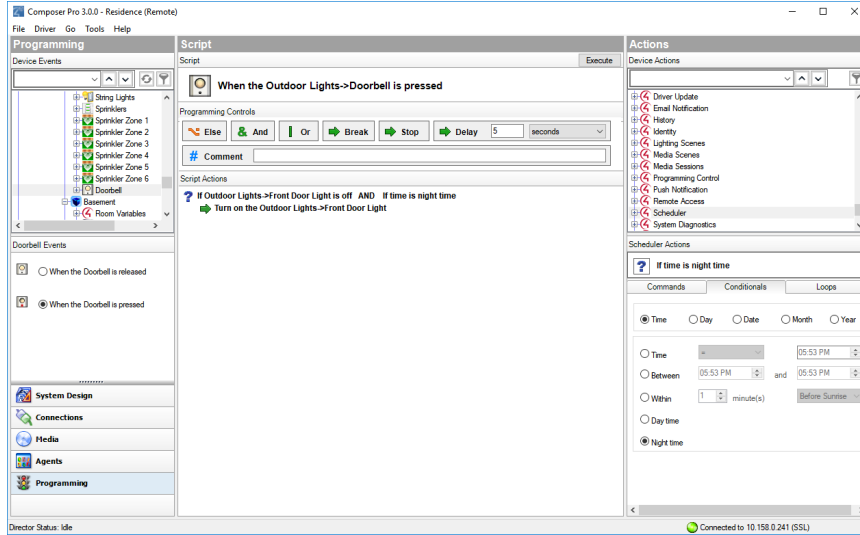 Composer Pro 3.0.0 - Residence (Remote)
File Driver Go Tools Help
Programming
Device Events
String Lights
Sprinklers
Sprinkler Zone 1
Sprinkler Zone 2
Sprinkler Zone 3
Sprinkler Zone 4
Sprinkler Zone 5
Sprinkler Zone 6
Doorbell
Basement
Room Variables
Doorbell Events
When the Doorbell is released
When the Doorbell is pressed
System Design
Connections
Media
Agents
Programming
Script
Script Execute
When the Outdoor Lights->Doorbell is pressed
Programming Controls
Else & And Or Break Stop Delay 5 seconds
# Comment
Script Actions
? If Outdoor Lights->Front Door Light is off AND If time is night time
Turn on the Outdoor Lights->Front Door Light
Actions
Device Actions
Driver Update
Email Notification
History
Identity
Lighting Scenes
Media Scenes
Media Sessions
Programming Control
Push Notification
Remote Access
Scheduler
System Diagnostics
Scheduler Actions
? If time is night time
Commands Conditionals Loops
Time Day Date Month Year
Time = 05:53 PM
Between 05:53 PM and 05:53 PM
Within 1 minute(s) Before Sunrise
Day time
Night time
Director Status: Idle
Connected to 10.158.0.241 (SSL)